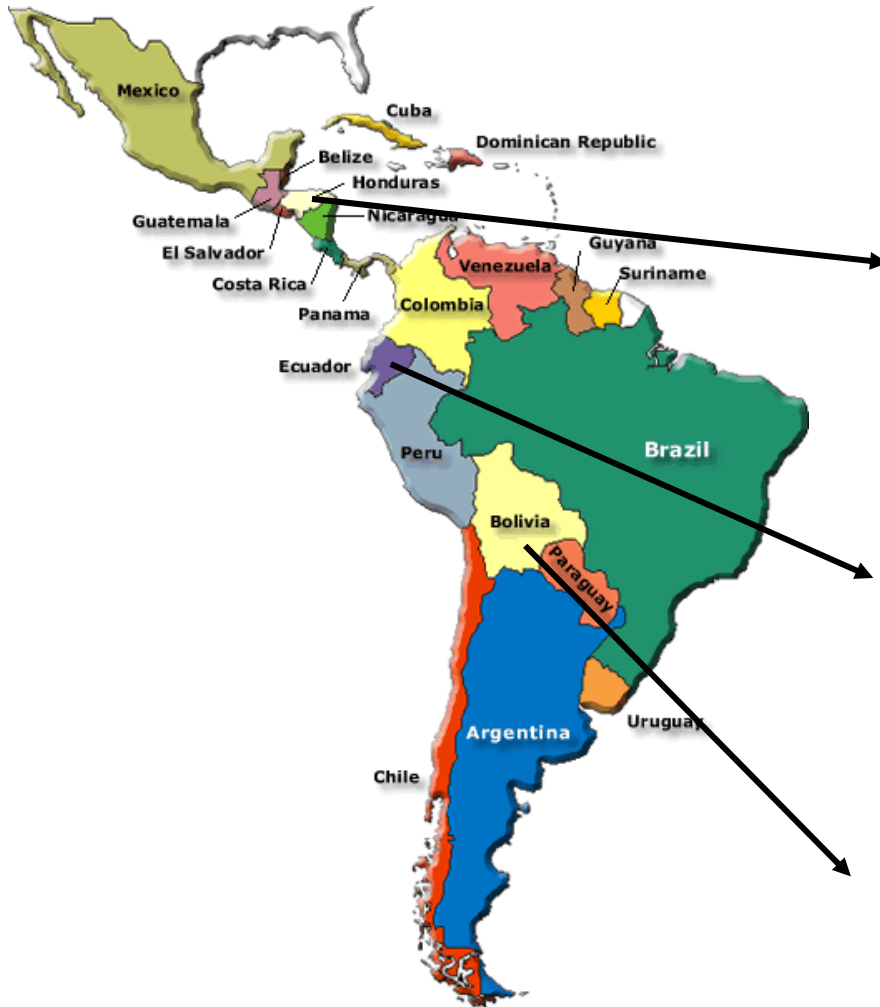 Mexico
Cuba
Dominican Republic
Belize
Honduras
Guatemala
Nicaragua
El Salvador
Guyana
Venezuela
Suriname
Costa Rica
Colombia
Panama
Ecuador
Brazil
Peru
Bolivia
Paraguay
Uruguay
Argentina
Chile